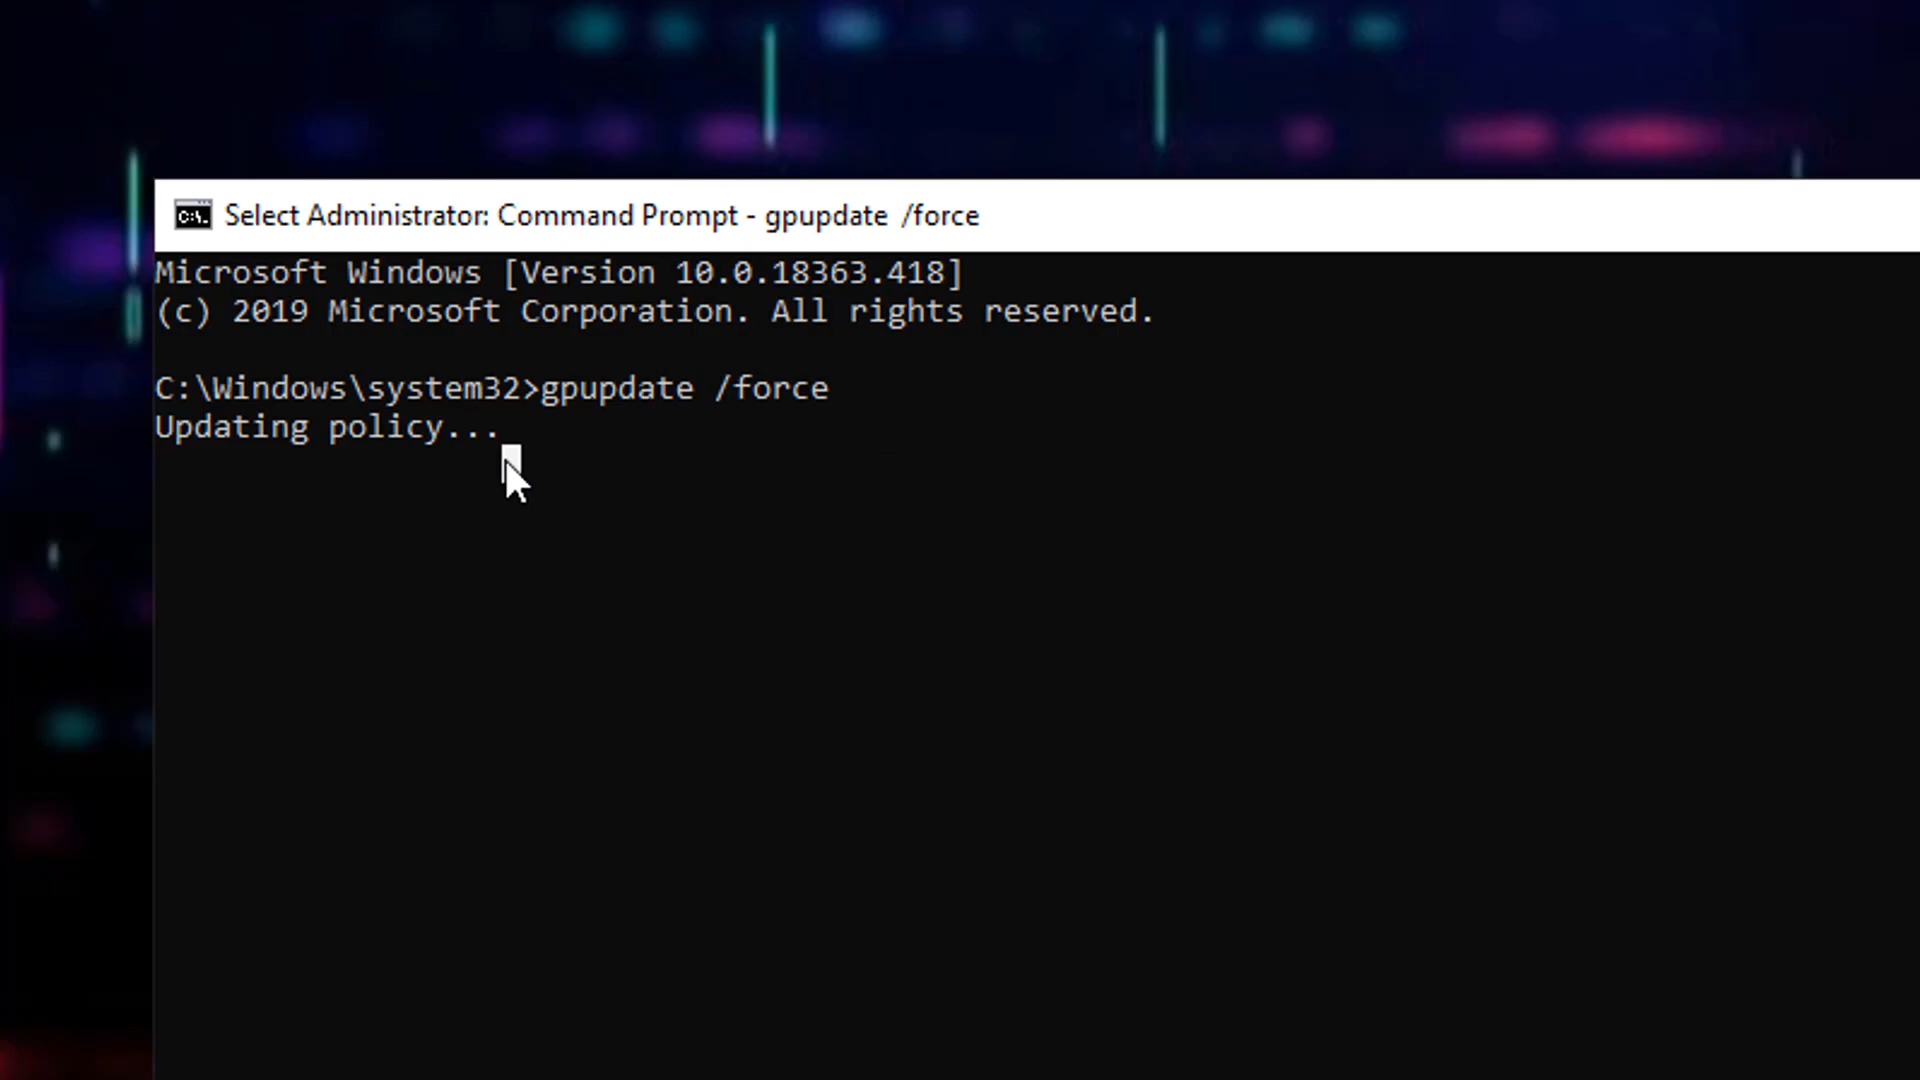 Select Administrator: Command Prompt - gpupdate /force
Microsoft Windows [Version 10.0.18363.418]
(c) 2019 Microsoft Corporation. All rights reserved.
C:\Windows\system32>gpupdate /force
Updating policy...